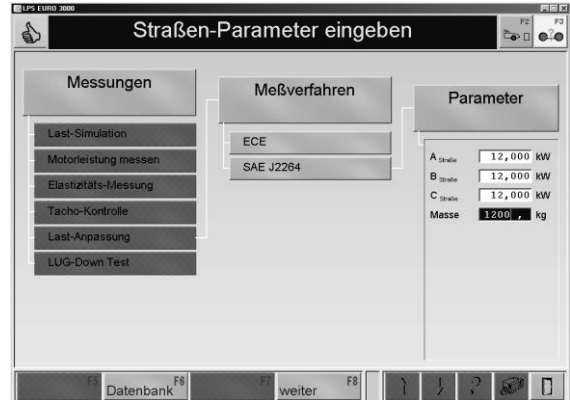 LPS EURO 3000
Straßen-Parameter eingeben
F2
F3
Messungen
Last-Simulation
Motorleistung messen
Elastizitäts-Messung
Tacho-Kontrolle
Last-Anpassung
LUG-Down Test
Meßverfahren
ECE
SAE J2264
Parameter
A Straße 12,000 kW
B Straße 12,000 kW
C Straße 12,000 kW
Masse 1200 , kg
F5
Datenbank F6
F7
weiter F8